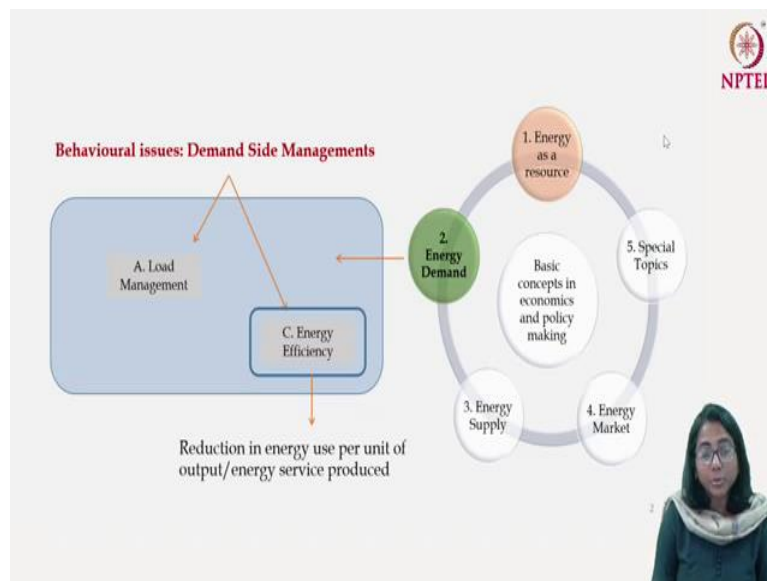 NPTEL
Behavioural issues: Demand Side Managements
A. Load
Management
C. Energy
Efficiency
Reduction in energy use per unit of
output/energy service produced
1. Energy
as a
resource
2.
Energy
Demand
Basic
concepts in
economics
and policy
making
5. Special
Topics
3. Energy
Supply
4. Energy
Market
2